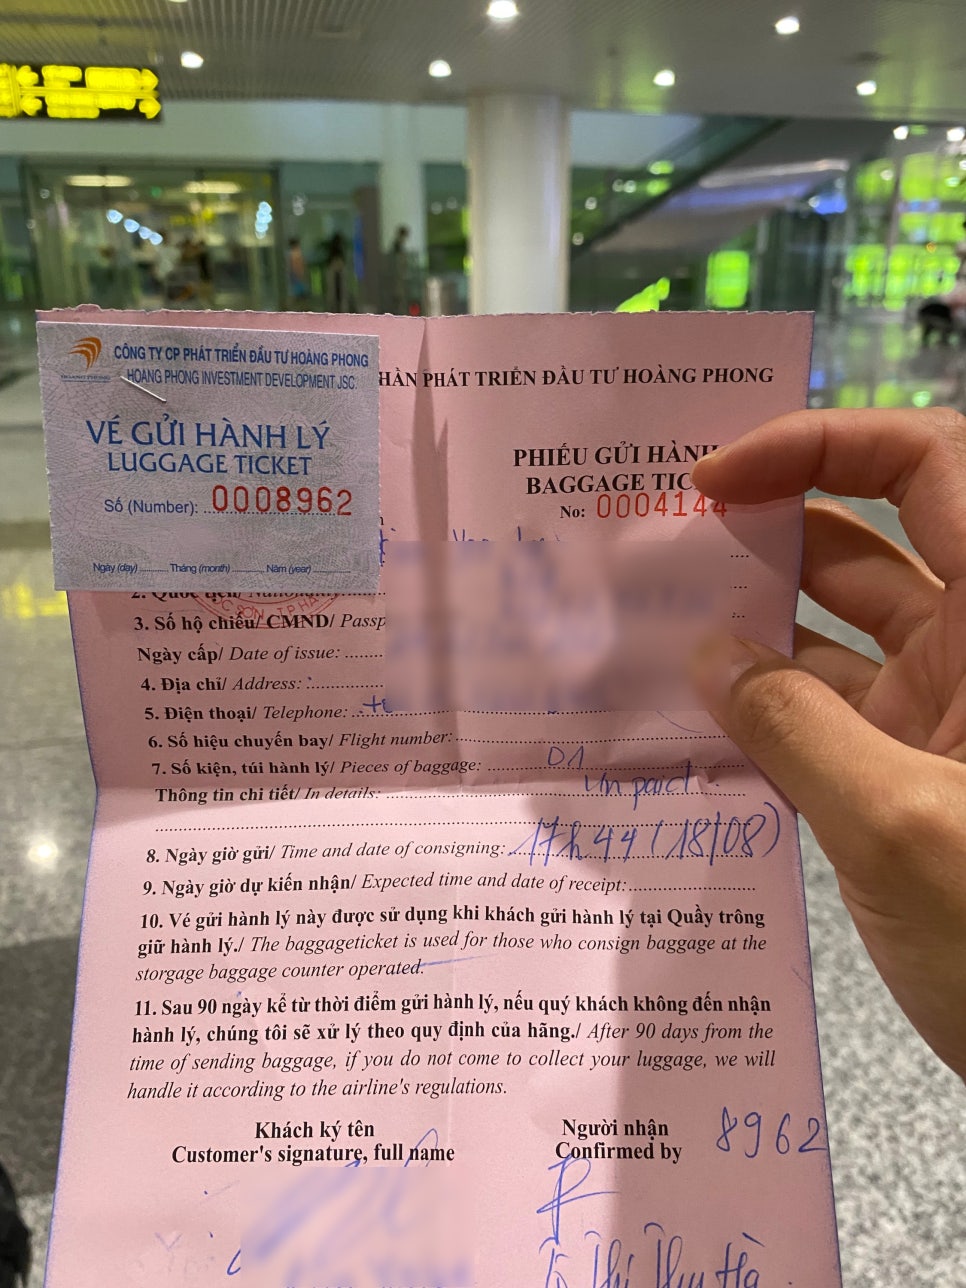 CÔNG TY CP PHÁT TRIỂN ĐẦU TƯ HOÀNG PHONG
HOANG PHONG INVESTMENT DEVELOPMENT JSC.
VÉ GỬI HÀNH LÝ
LUGGAGE TICKET
Số (Number): 0008962
Ngày (day) Tháng (month) Năm (year)
HẦN PHÁT TRIỂN ĐẦU TƯ HOÀNG PHONG
PHIẾU GỬI HÀNH
BAGGAGE TIC
No: 0004144
2. Quốc tịch/ Nationality:
3. Số hộ chiếu/ CMND/ Passp
Ngày cấp/ Date of issue:
4. Địa chỉ/ Address:
5. Điện thoại/ Telephone:
6. Số hiệu chuyến bay/ Flight number:
7. Số kiện, túi hành lý/ Pieces of baggage: 01
Thông tin chi tiết/ In details: Unpaid
8. Ngày giờ gửi/ Time and date of consigning: 17h44 (18/08)
9. Ngày giờ dự kiến nhận/ Expected time and date of receipt:
10. Vé gửi hành lý này được sử dụng khi khách gửi hành lý tại Quầy trông
giữ hành lý./ The baggageticket is used for those who consign baggage at the
storgage baggage counter operated.
11. Sau 90 ngày kể từ thời điểm gửi hành lý, nếu quý khách không đến nhận
hành lý, chúng tôi sẽ xử lý theo quy định của hãng./ After 90 days from the
time of sending baggage, if you do not come to collect your luggage, we will
handle it according to the airline's regulations.
Khách ký tên
Customer's signature, full name
Người nhận
Confirmed by
8962
Thị Thu Hà